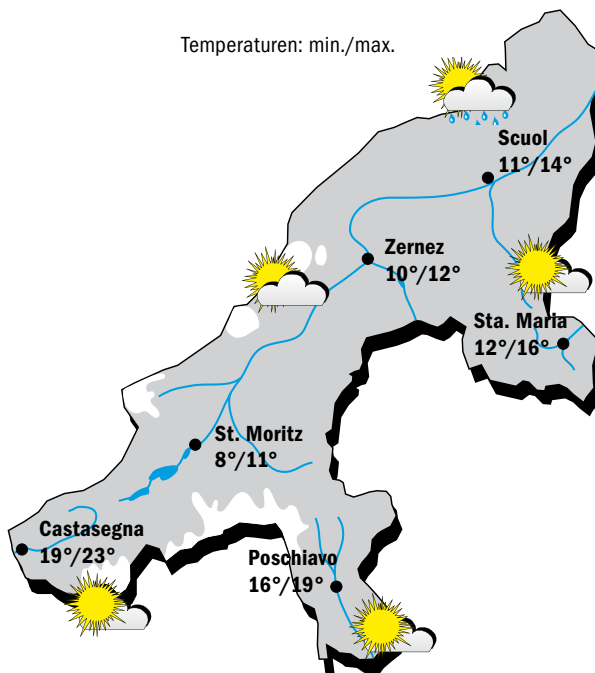 Temperaturen: min./max.
Scuol
11°/14°
Zernez
10°/12°
Sta. Maria
12°/16°
St. Moritz
8°/11°
Castasegna
19°/23°
Poschiavo
16°/19°